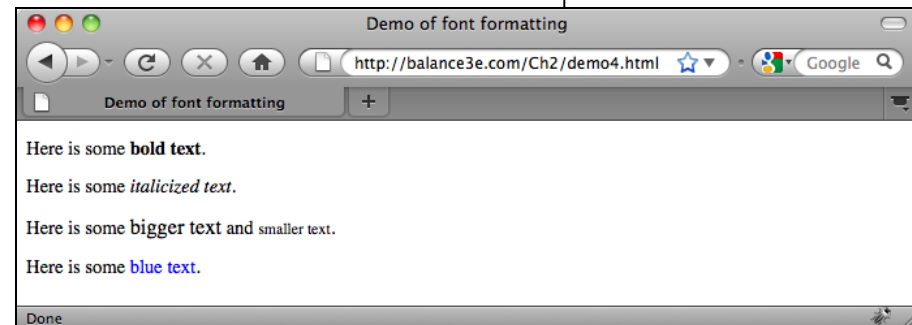 Demo of font formatting
http://balance3e.com/Ch2/demo4.html
Google
Demo of font formatting
Here is some bold text.
Here is some italicized text.
Here is some bigger text and smaller text.
Here is some blue text.
Done